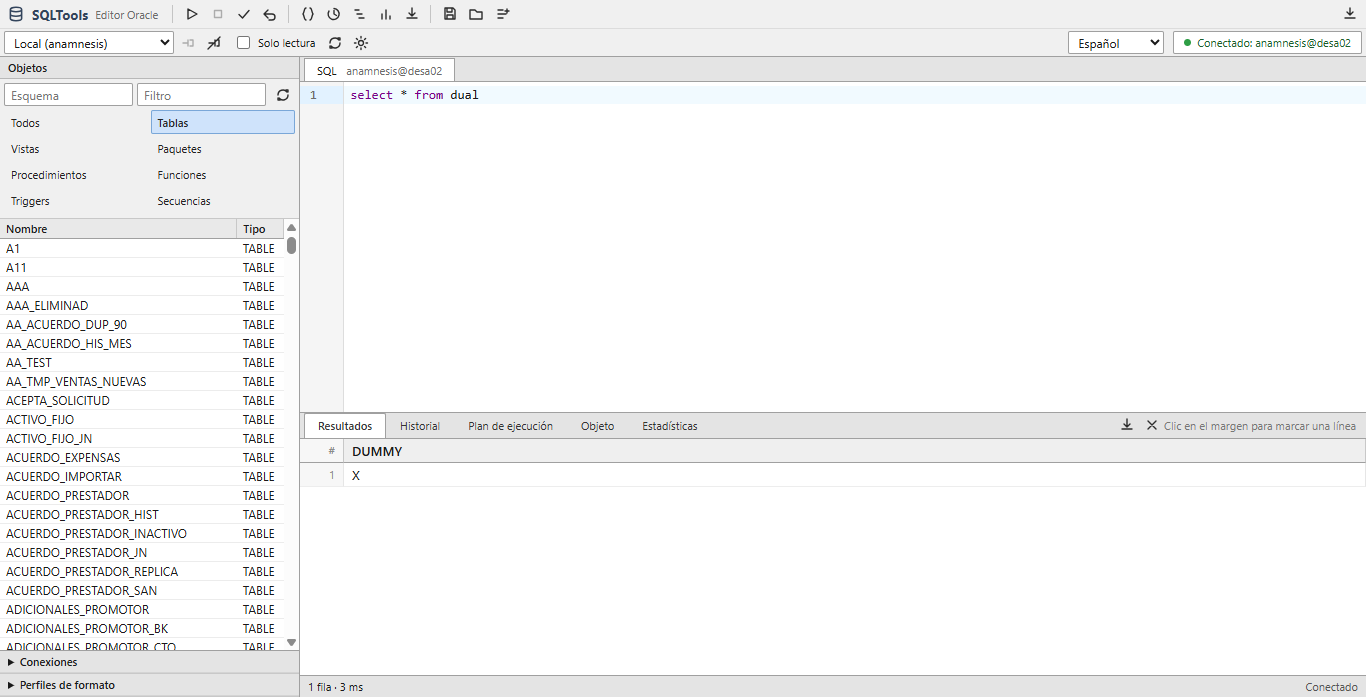 SQLTools Editor Oracle
Local (anamnesis) Solo lectura Español Conectado: anamnesis@desa02
Objetos
Esquema Filtro
Todos Tablas
Vistas Paquetes
Procedimientos Funciones
Triggers Secuencias
Nombre Tipo
A1 TABLE
A11 TABLE
AAA TABLE
AAA_ELIMINAD TABLE
AA_ACUERDO_DUP_90 TABLE
AA_ACUERDO_HIS_MES TABLE
AA_TEST TABLE
AA_TMP_VENTAS_NUEVAS TABLE
ACEPTA_SOLICITUD TABLE
ACTIVO_FIJO TABLE
ACTIVO_FIJO_JN TABLE
ACUERDO_EXPENSAS TABLE
ACUERDO_IMPORTAR TABLE
ACUERDO_PRESTADOR TABLE
ACUERDO_PRESTADOR_HIST TABLE
ACUERDO_PRESTADOR_INACTIVO TABLE
ACUERDO_PRESTADOR_JN TABLE
ACUERDO_PRESTADOR_REPLICA TABLE
ACUERDO_PRESTADOR_SAN TABLE
ADICIONALES_PROMOTOR TABLE
ADICIONALES_PROMOTOR_BK TABLE
ADICIONALES_PROMOTOR_CTO TABLE
Conexiones
Perfiles de formato
SQL anamnesis@desa02
1 select * from dual
Resultados Historial Plan de ejecución Objeto Estadísticas Clic en el margen para marcar una línea
# DUMMY
1 X
1 fila · 3 ms Conectado